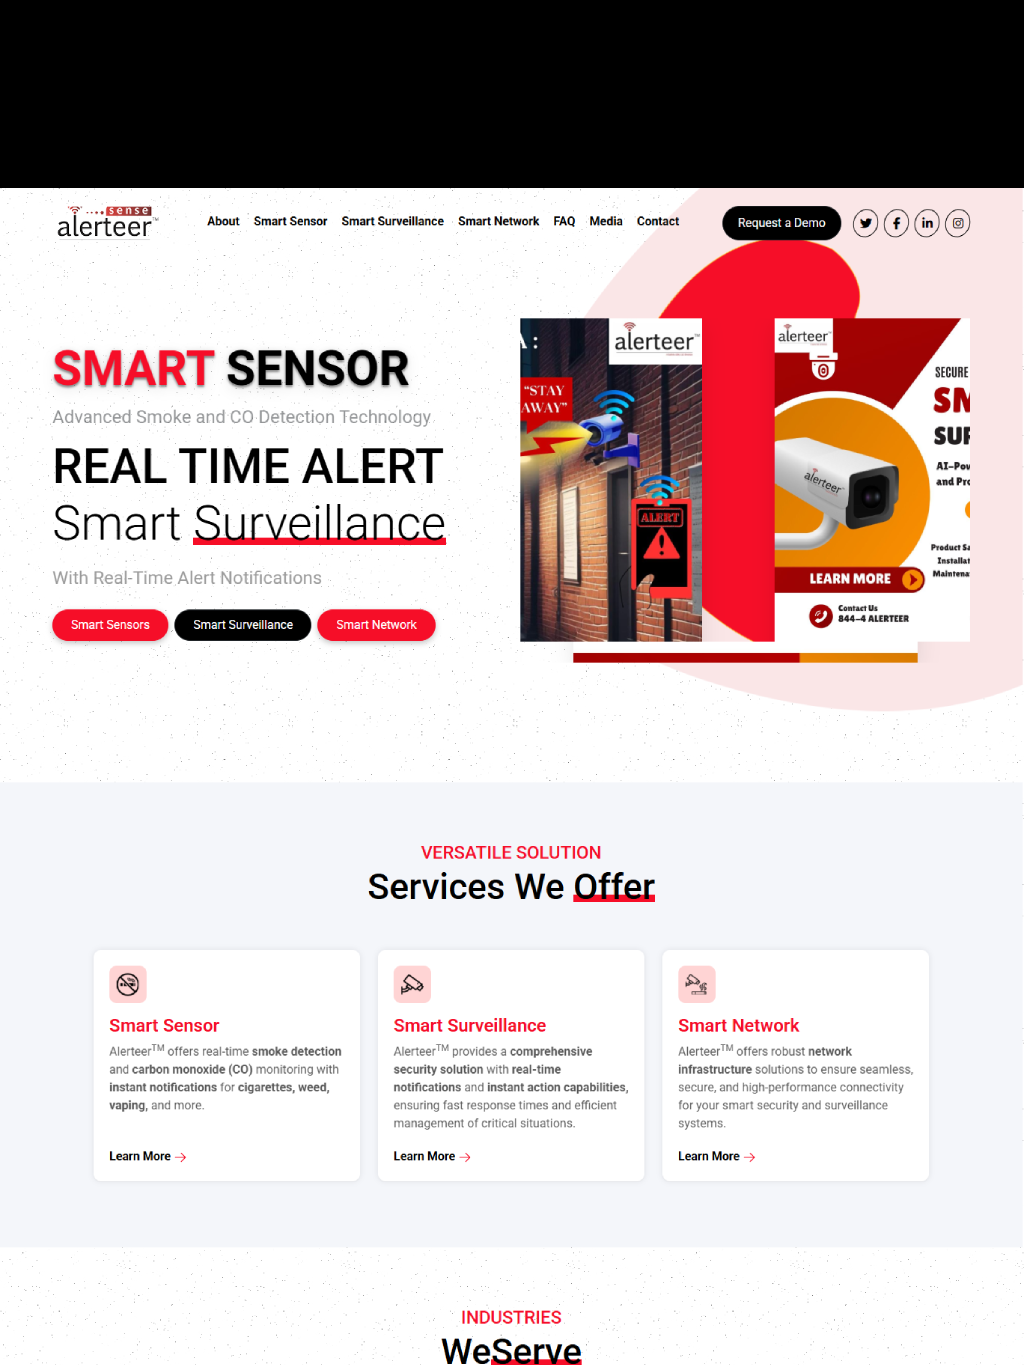 sense
alerteer™
About Smart Sensor Smart Surveillance Smart Network FAQ Media Contact
Request a Demo
SMART SENSOR
Advanced Smoke and CO Detection Technology
REAL TIME ALERT
Smart Surveillance
With Real-Time Alert Notifications
Smart Sensors Smart Surveillance Smart Network
A:
alerteer™
“STAY
AWAY”
ALERT
alerteer™
SECURE
SM
SUR
AI-Pow
and Pro
alerteer™
Product Sa
Installat
Maintena
LEARN MORE
Contact Us
844-4 ALERTEER
VERSATILE SOLUTION
Services We Offer
Smart Sensor
Alerteer™ offers real-time smoke detection
and carbon monoxide (CO) monitoring with
instant notifications for cigarettes, weed,
vaping, and more.
Learn More →
Smart Surveillance
Alerteer™ provides a comprehensive
security solution with real-time
notifications and instant action capabilities,
ensuring fast response times and efficient
management of critical situations.
Learn More →
Smart Network
Alerteer™ offers robust network
infrastructure solutions to ensure seamless,
secure, and high-performance connectivity
for your smart security and surveillance
systems.
Learn More →
INDUSTRIES
WeServe